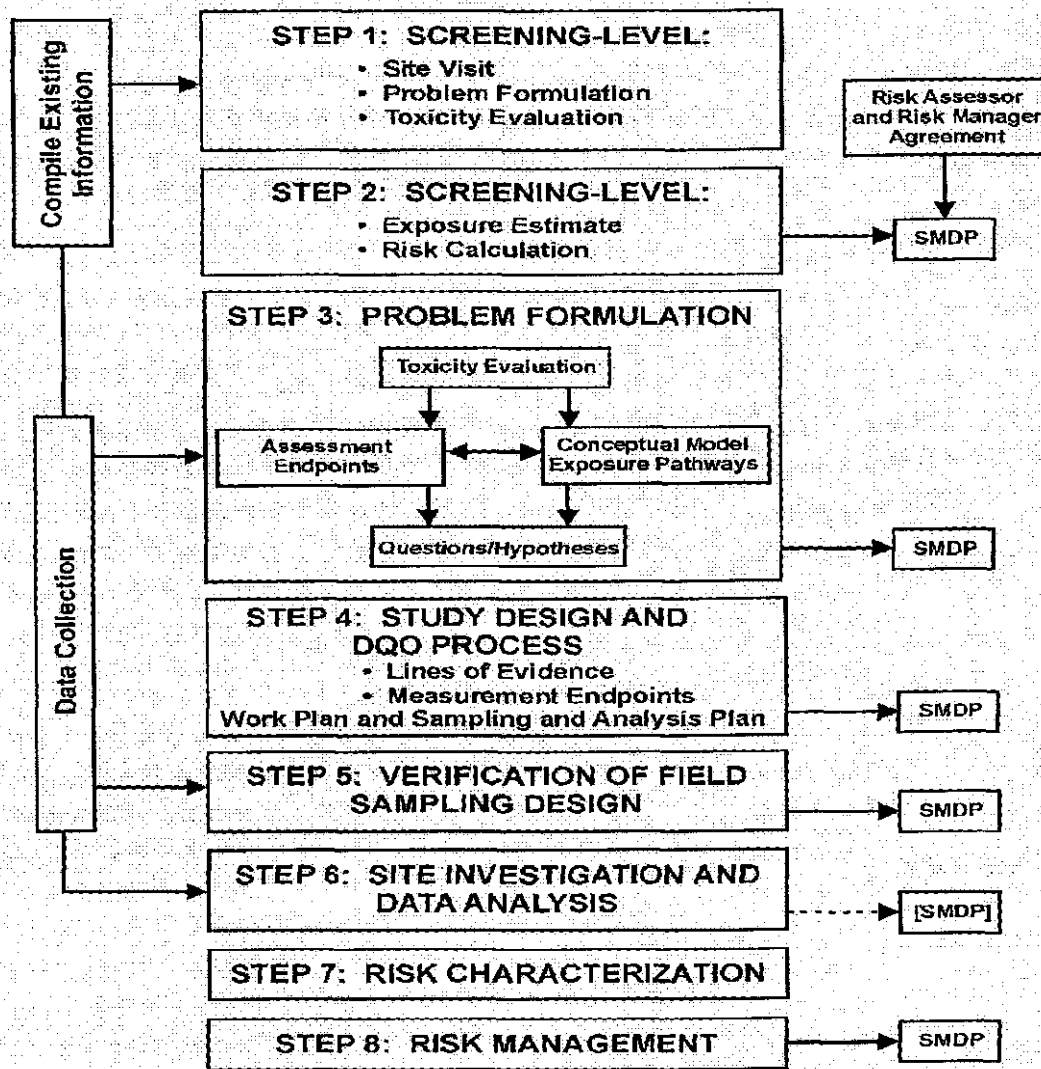 Compile Existing
Information
STEP 1: SCREENING-LEVEL:
• Site Visit
• Problem Formulation
• Toxicity Evaluation
Risk Assessor
and Risk Manager
Agreement
STEP 2: SCREENING-LEVEL:
• Exposure Estimate
• Risk Calculation
SMDP
Data Collection
STEP 3: PROBLEM FORMULATION
Toxicity Evaluation
Assessment
Endpoints
Conceptual Model
Exposure Pathways
Questions/Hypotheses
SMDP
STEP 4: STUDY DESIGN AND
DQO PROCESS
• Lines of Evidence
• Measurement Endpoints
Work Plan and Sampling and Analysis Plan
SMDP
STEP 5: VERIFICATION OF FIELD
SAMPLING DESIGN
SMDP
STEP 6: SITE INVESTIGATION AND
DATA ANALYSIS
[SMDP]
STEP 7: RISK CHARACTERIZATION
STEP 8: RISK MANAGEMENT
SMDP